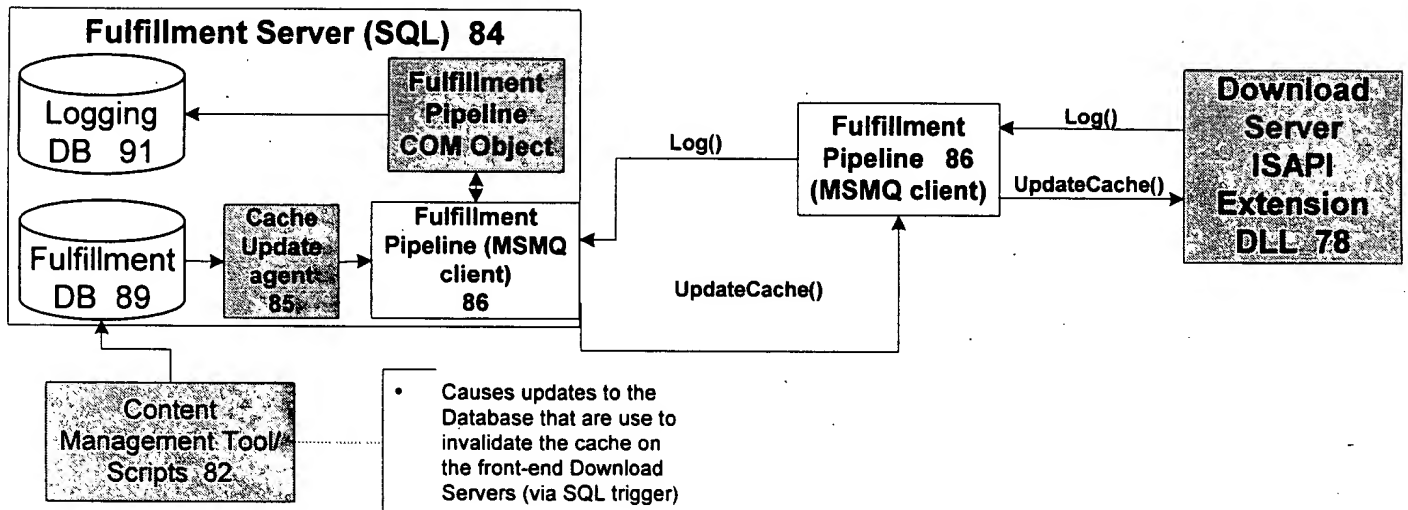 Fulfillment Server (SQL) 84
Logging
DB 91
Fulfillment
Pipeline
COM Object
Fulfillment
DB 89
Cache
Update
agent
85
Fulfillment
Pipeline (MSMQ
client)
86
Log()
UpdateCache()
Fulfillment
Pipeline 86
(MSMQ client)
Log()
UpdateCache()
Download
Server
ISAPI
Extension
DLL 78
Content
Management Tool/
Scripts 82
• Causes updates to the
Database that are use to
invalidate the cache on
the front-end Download
Servers (via SQL trigger)